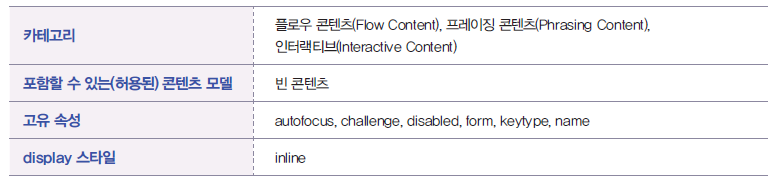 카테고리
플로우 콘텐츠(Flow Content), 프레이징 콘텐츠(Phrasing Content),
인터랙티브(Interactive Content)
포함할 수 있는(허용된) 콘텐츠 모델
빈 콘텐츠
고유 속성
autofocus, challenge, disabled, form, keytype, name
display 스타일
inline